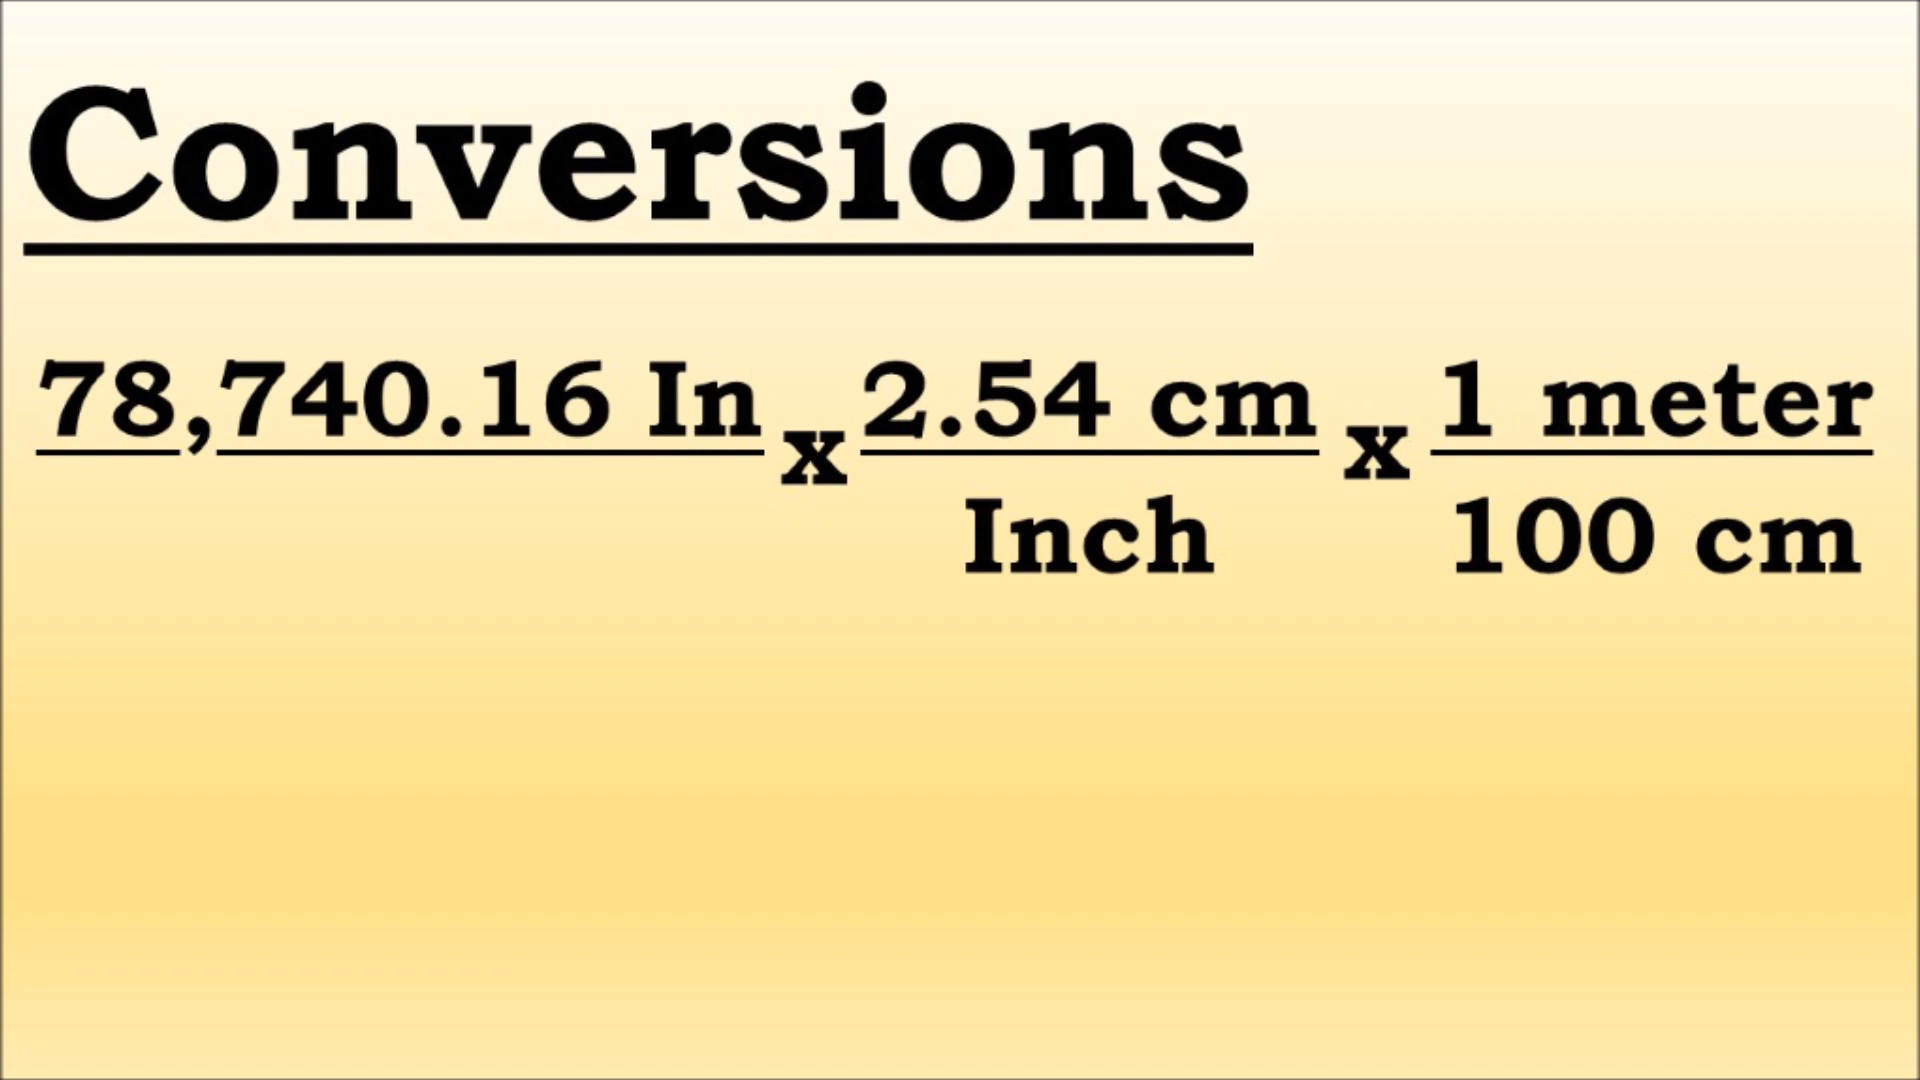 Conversions
78,740.16 In x 2.54 cm x 1 meter
Inch 100 cm